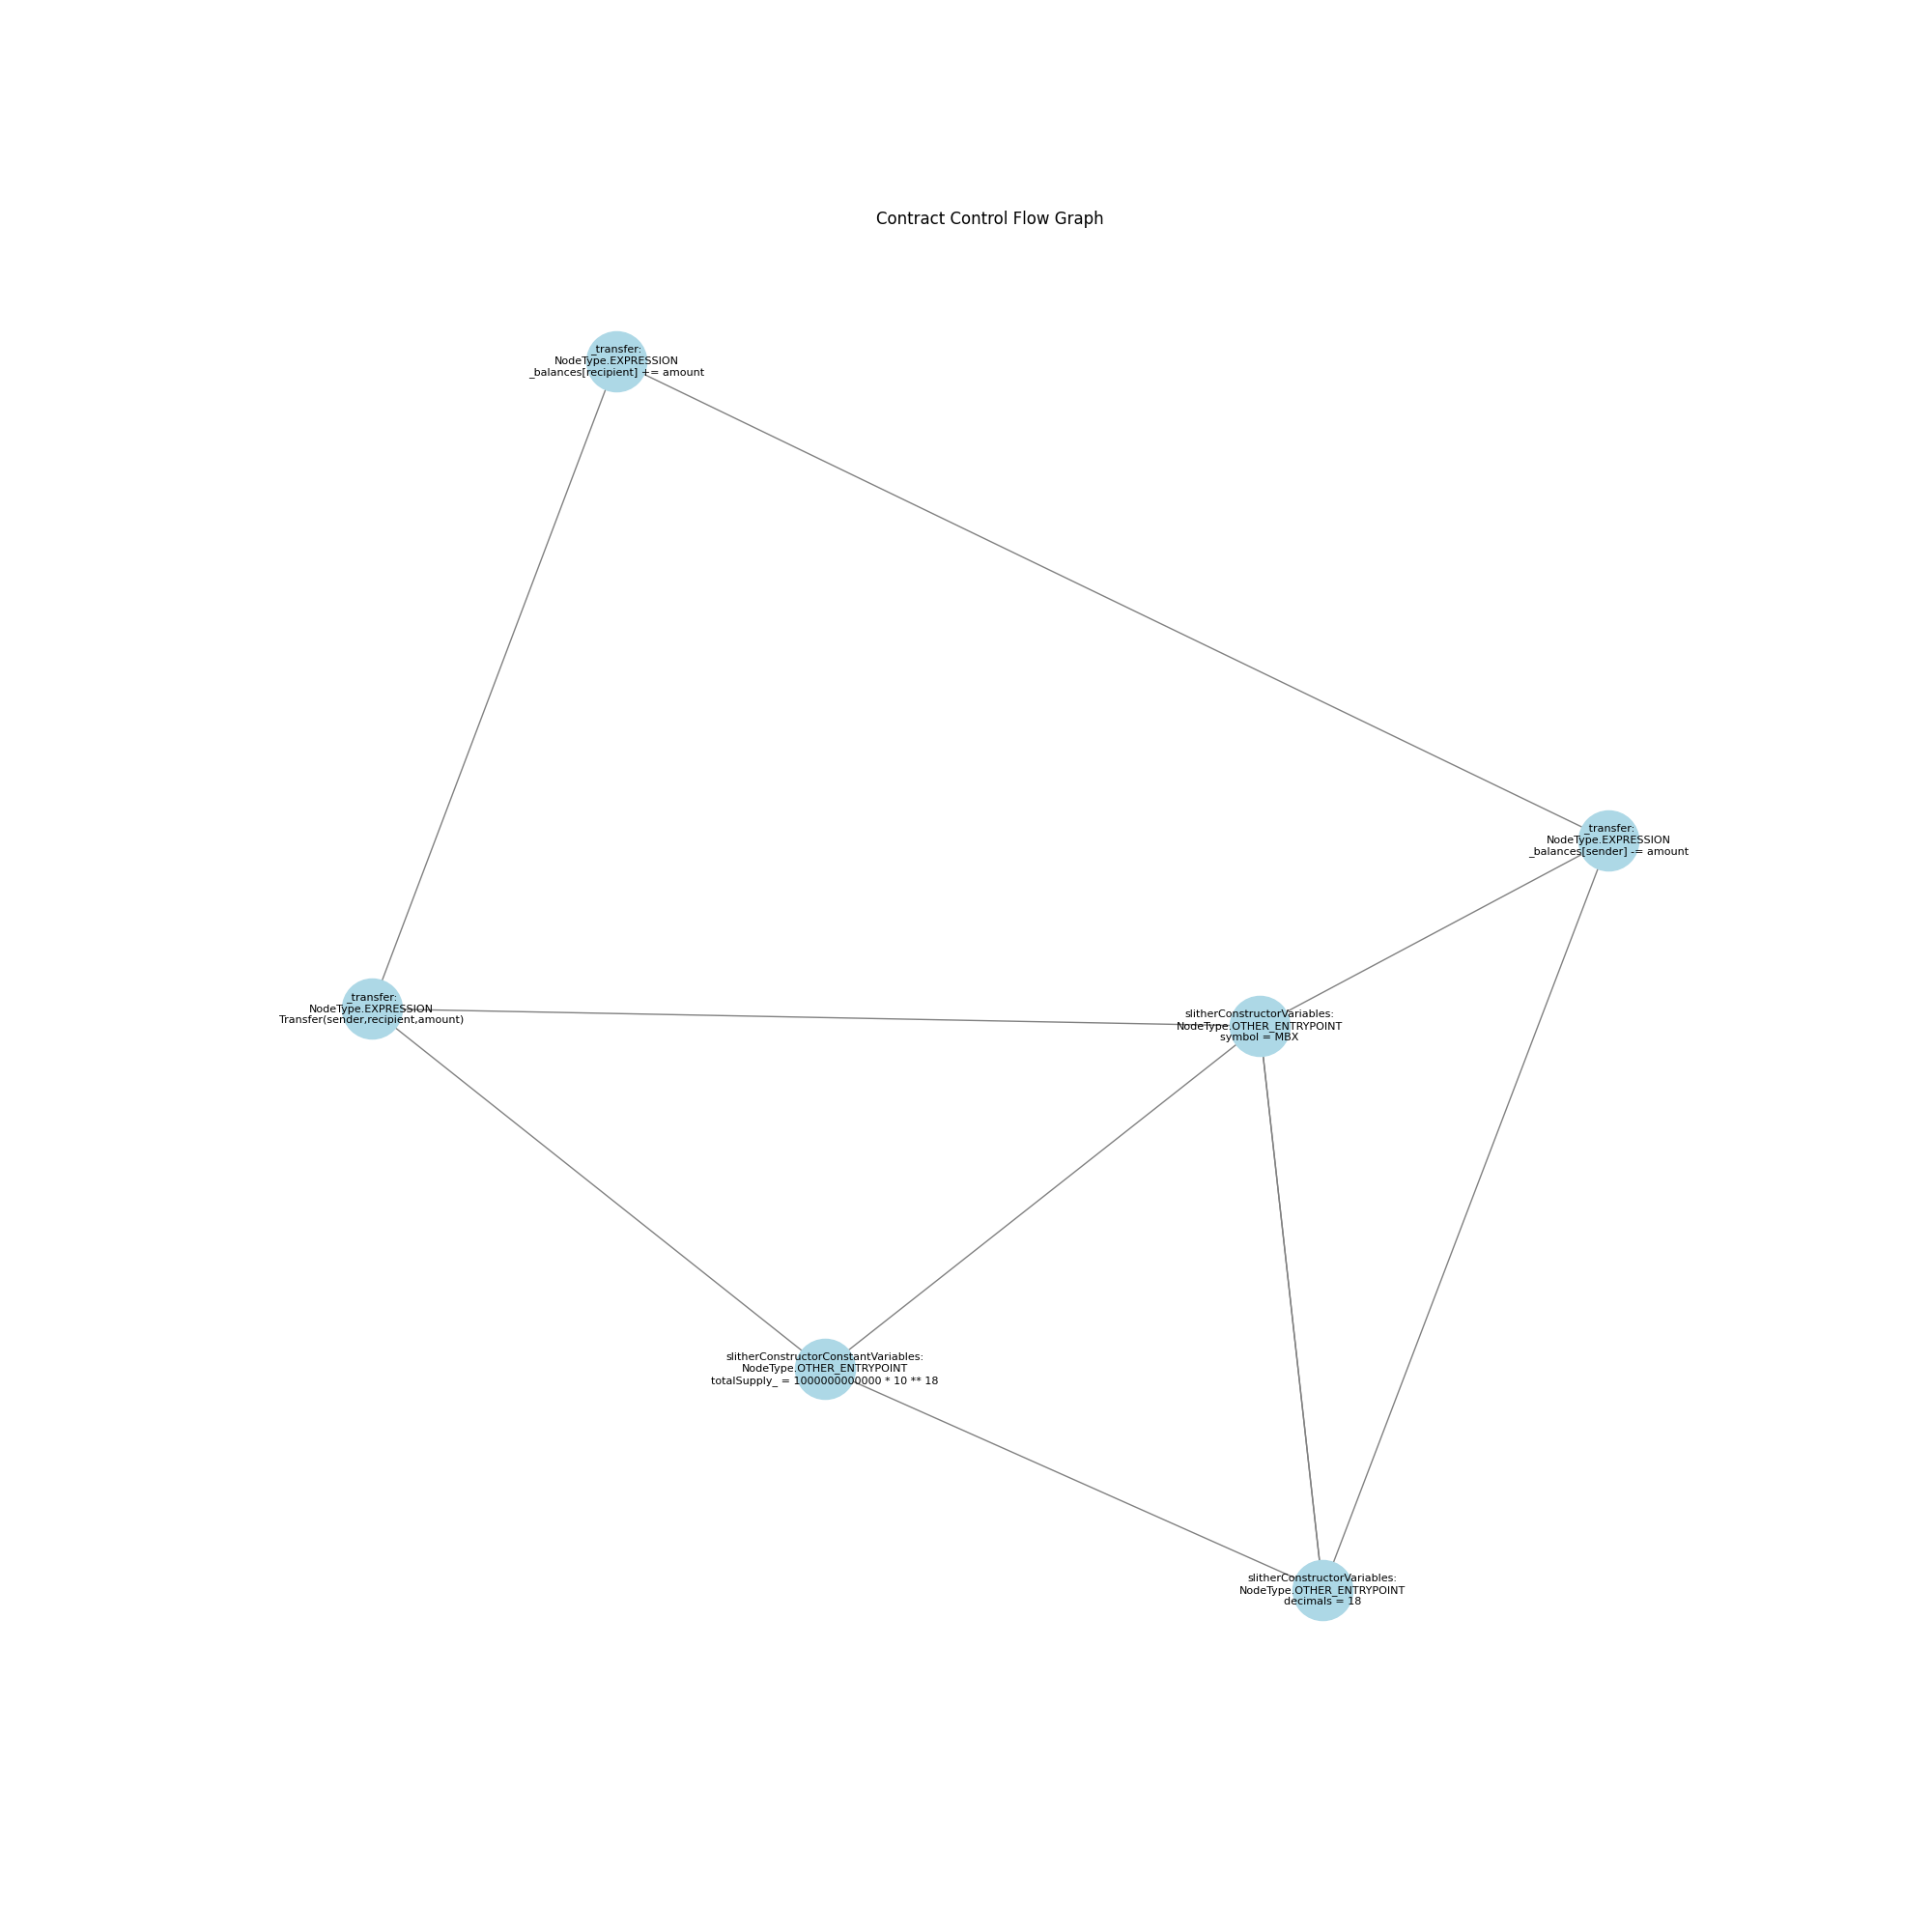 Contract Control Flow Graph
_transfer:
NodeType.EXPRESSION
_balances[recipient] += amount
_transfer:
NodeType.EXPRESSION
_balances[sender] -= amount
_transfer:
NodeType.EXPRESSION
Transfer(sender,recipient,amount)
slitherConstructorVariables:
NodeType.OTHER_ENTRYPOINT
symbol = MBX
slitherConstructorConstantVariables:
NodeType.OTHER_ENTRYPOINT
totalSupply_ = 1000000000000 * 10 ** 18
slitherConstructorVariables:
NodeType.OTHER_ENTRYPOINT
decimals = 18